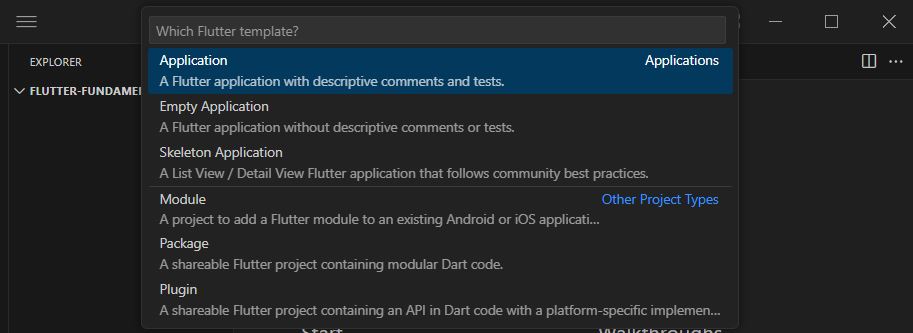 Which Flutter template?
EXPLORER
Application Applications
A Flutter application with descriptive comments and tests.
FLUTTER-FUNDAME
Empty Application
A Flutter application without descriptive comments or tests.
Skeleton Application
A List View / Detail View Flutter application that follows community best practices.
Module Other Project Types
A project to add a Flutter module to an existing Android or iOS applicati...
Package
A shareable Flutter project containing modular Dart code.
Plugin
A shareable Flutter project containing an API in Dart code with a platform-specific implemen...
Start Walkthroughs